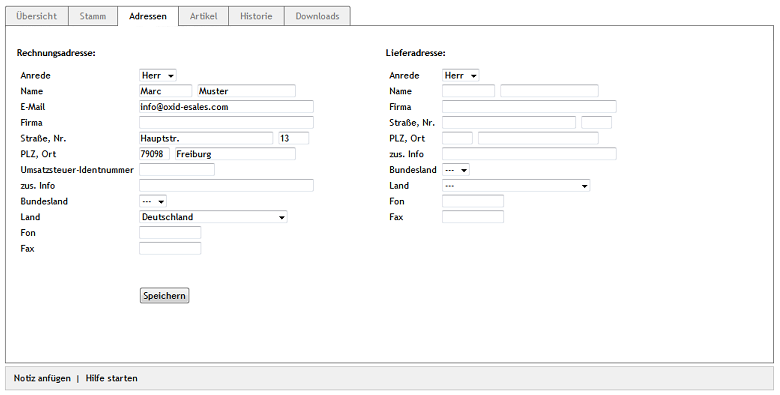 Übersicht Stamm Adressen Artikel Historie Downloads
Rechnungsadresse:
Anrede Herr
Name Marc Muster
E-Mail info@oxid-esales.com
Firma
Straße, Nr. Hauptstr. 13
PLZ, Ort 79098 Freiburg
Umsatzsteuer-Identnummer
zus. Info
Bundesland ---
Land Deutschland
Fon
Fax
Speichern
Lieferadresse:
Anrede Herr
Name
Firma
Straße, Nr.
PLZ, Ort
zus. Info
Bundesland ---
Land ---
Fon
Fax
Notiz anfügen | Hilfe starten